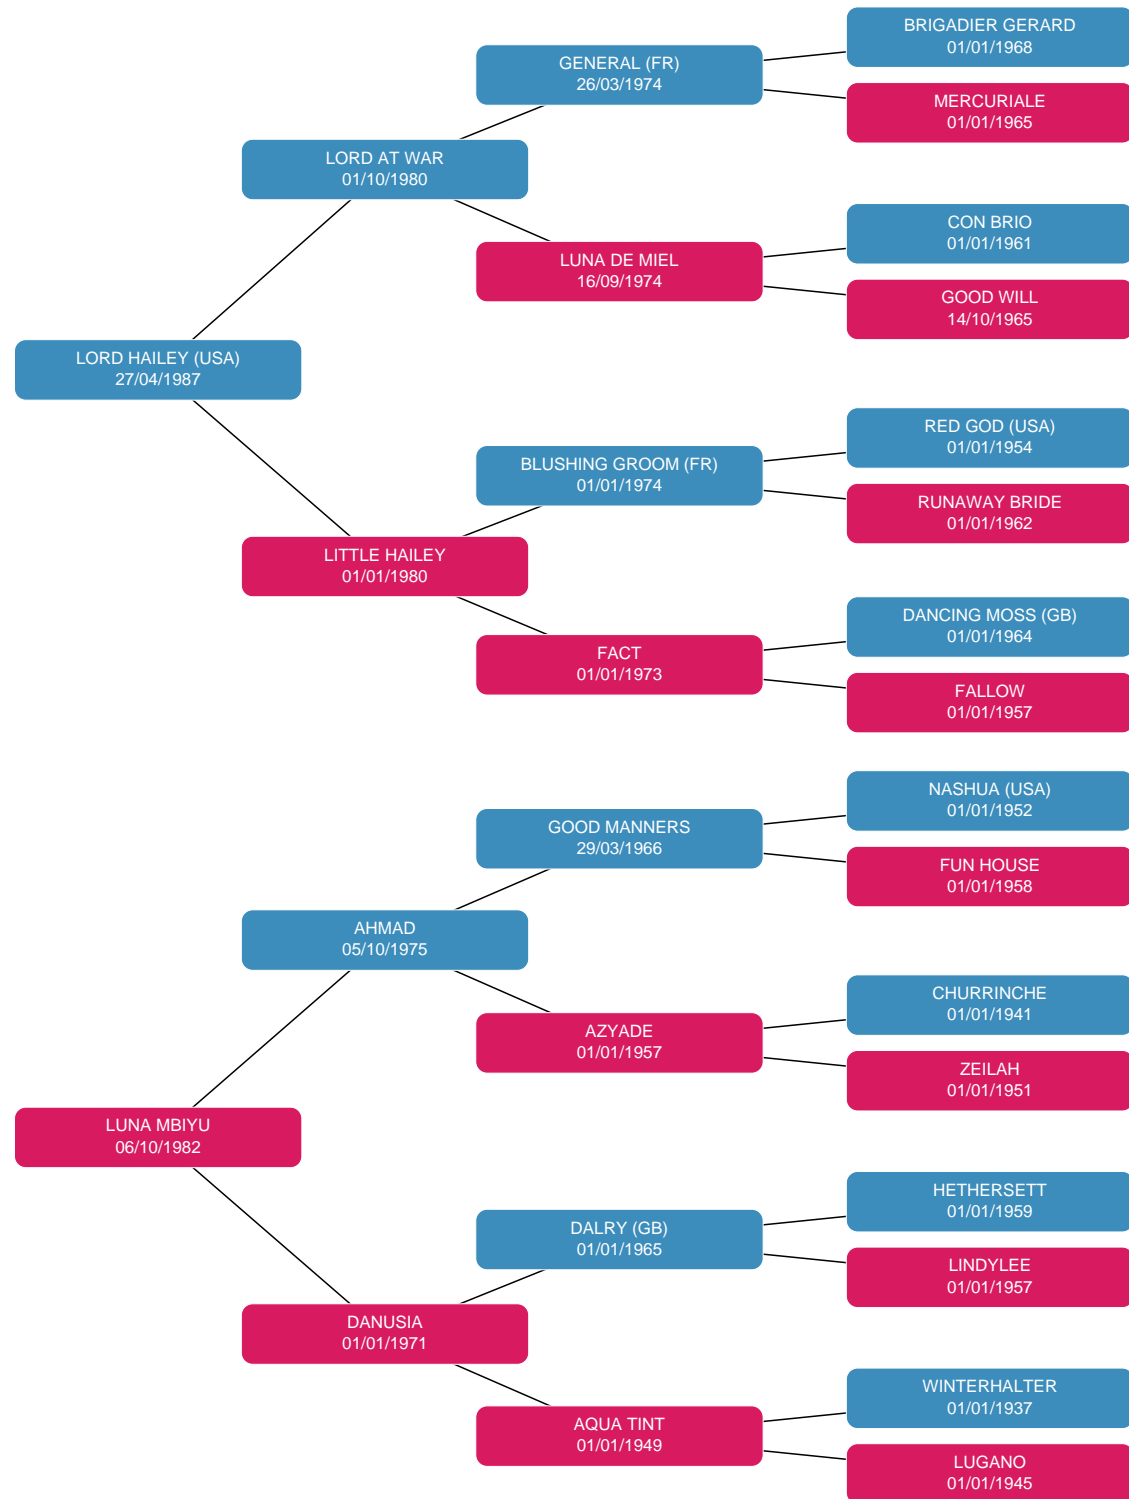 BRIGADIER GERARD
01/01/1968
GENERAL (FR)
26/03/1974
MERCURIALE
01/01/1965
LORD AT WAR
01/10/1980
CON BRIO
01/01/1961
LUNA DE MIEL
16/09/1974
GOOD WILL
14/10/1965
LORD HAILEY (USA)
27/04/1987
RED GOD (USA)
01/01/1954
BLUSHING GROOM (FR)
01/01/1974
RUNAWAY BRIDE
01/01/1962
LITTLE HAILEY
01/01/1980
DANCING MOSS (GB)
01/01/1964
FACT
01/01/1973
FALLOW
01/01/1957
NASHUA (USA)
01/01/1952
GOOD MANNERS
29/03/1966
FUN HOUSE
01/01/1958
AHMAD
05/10/1975
CHURRINCHE
01/01/1941
AZYADE
01/01/1957
ZEILAH
01/01/1951
LUNA MBIYU
06/10/1982
HETHERSETT
01/01/1959
DALRY (GB)
01/01/1965
LINDYLEE
01/01/1957
DANUSIA
01/01/1971
WINTERHALTER
01/01/1937
AQUA TINT
01/01/1949
LUGANO
01/01/1945